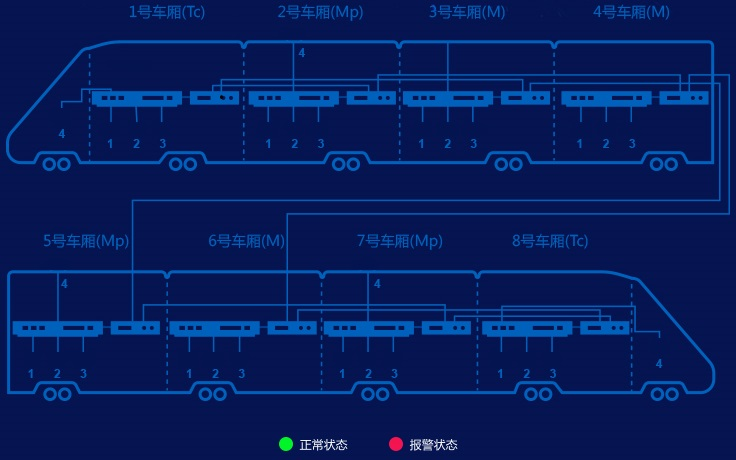 1号车厢(Tc) 2号车厢(Mp) 3号车厢(M) 4号车厢(M)
4
4
1 2 3 1 2 3 1 2 3 1 2 3
5号车厢(Mp) 6号车厢(M) 7号车厢(Mp) 8号车厢(Tc)
4 4
4
1 2 3 1 2 3 1 2 3 1 2 3
正常状态 报警状态